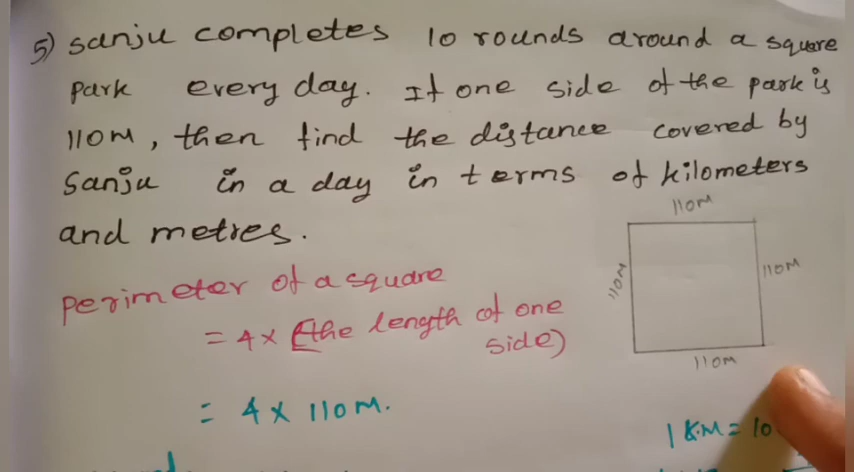 5) Sanju completes 10 rounds around a square
park every day. If one side of the park is
110M, then find the distance covered by
Sanju in a day in terms of kilometers
and metres.
110M
110M
110M
110M
Perimeter of a square
= 4 x (the length of one
side)
= 4 x 110M.
1 KM = 10